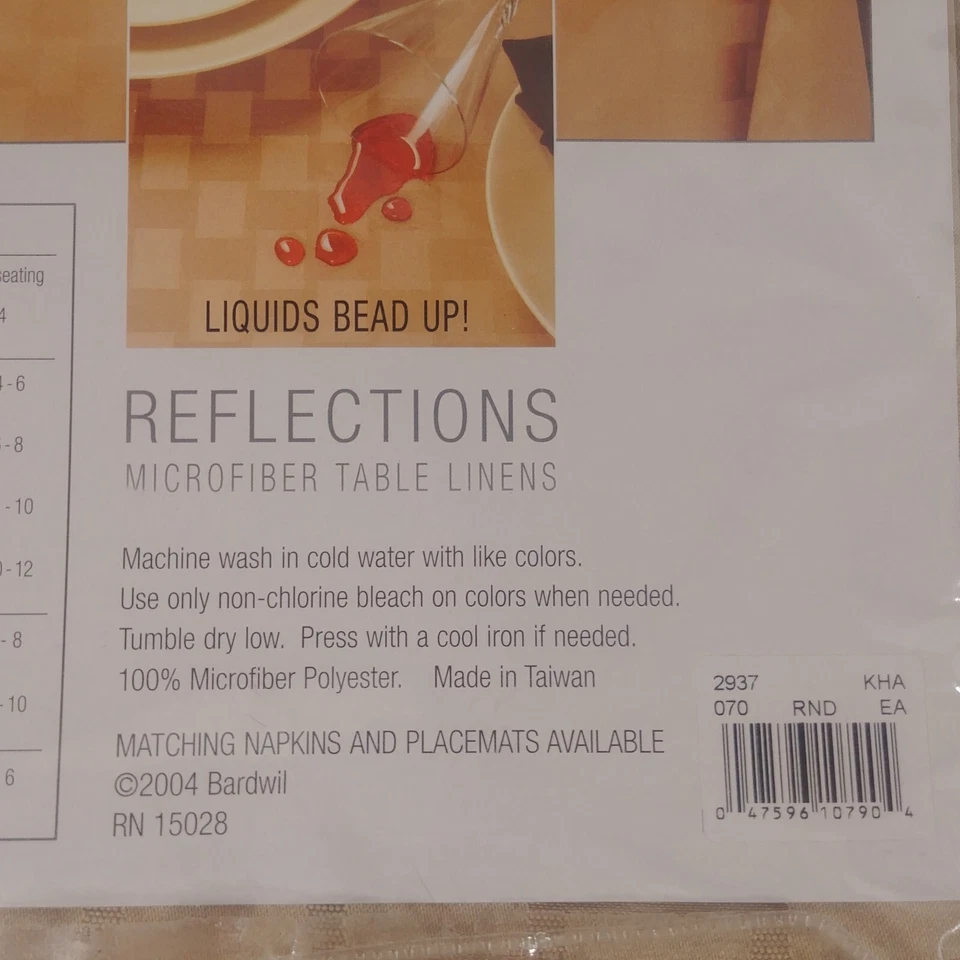 LIQUIDS BEAD UP!
seating
4
4 - 6
6 - 8
- 10
10 - 12
- 8
- 10
6
REFLECTIONS
MICROFIBER TABLE LINENS
Machine wash in cold water with like colors.
Use only non-chlorine bleach on colors when needed.
Tumble dry low. Press with a cool iron if needed.
100% Microfiber Polyester. Made in Taiwan
MATCHING NAPKINS AND PLACEMATS AVAILABLE
©2004 Bardwil
RN 15028
2937 KHA
070 RND EA
0 47596 10790 4